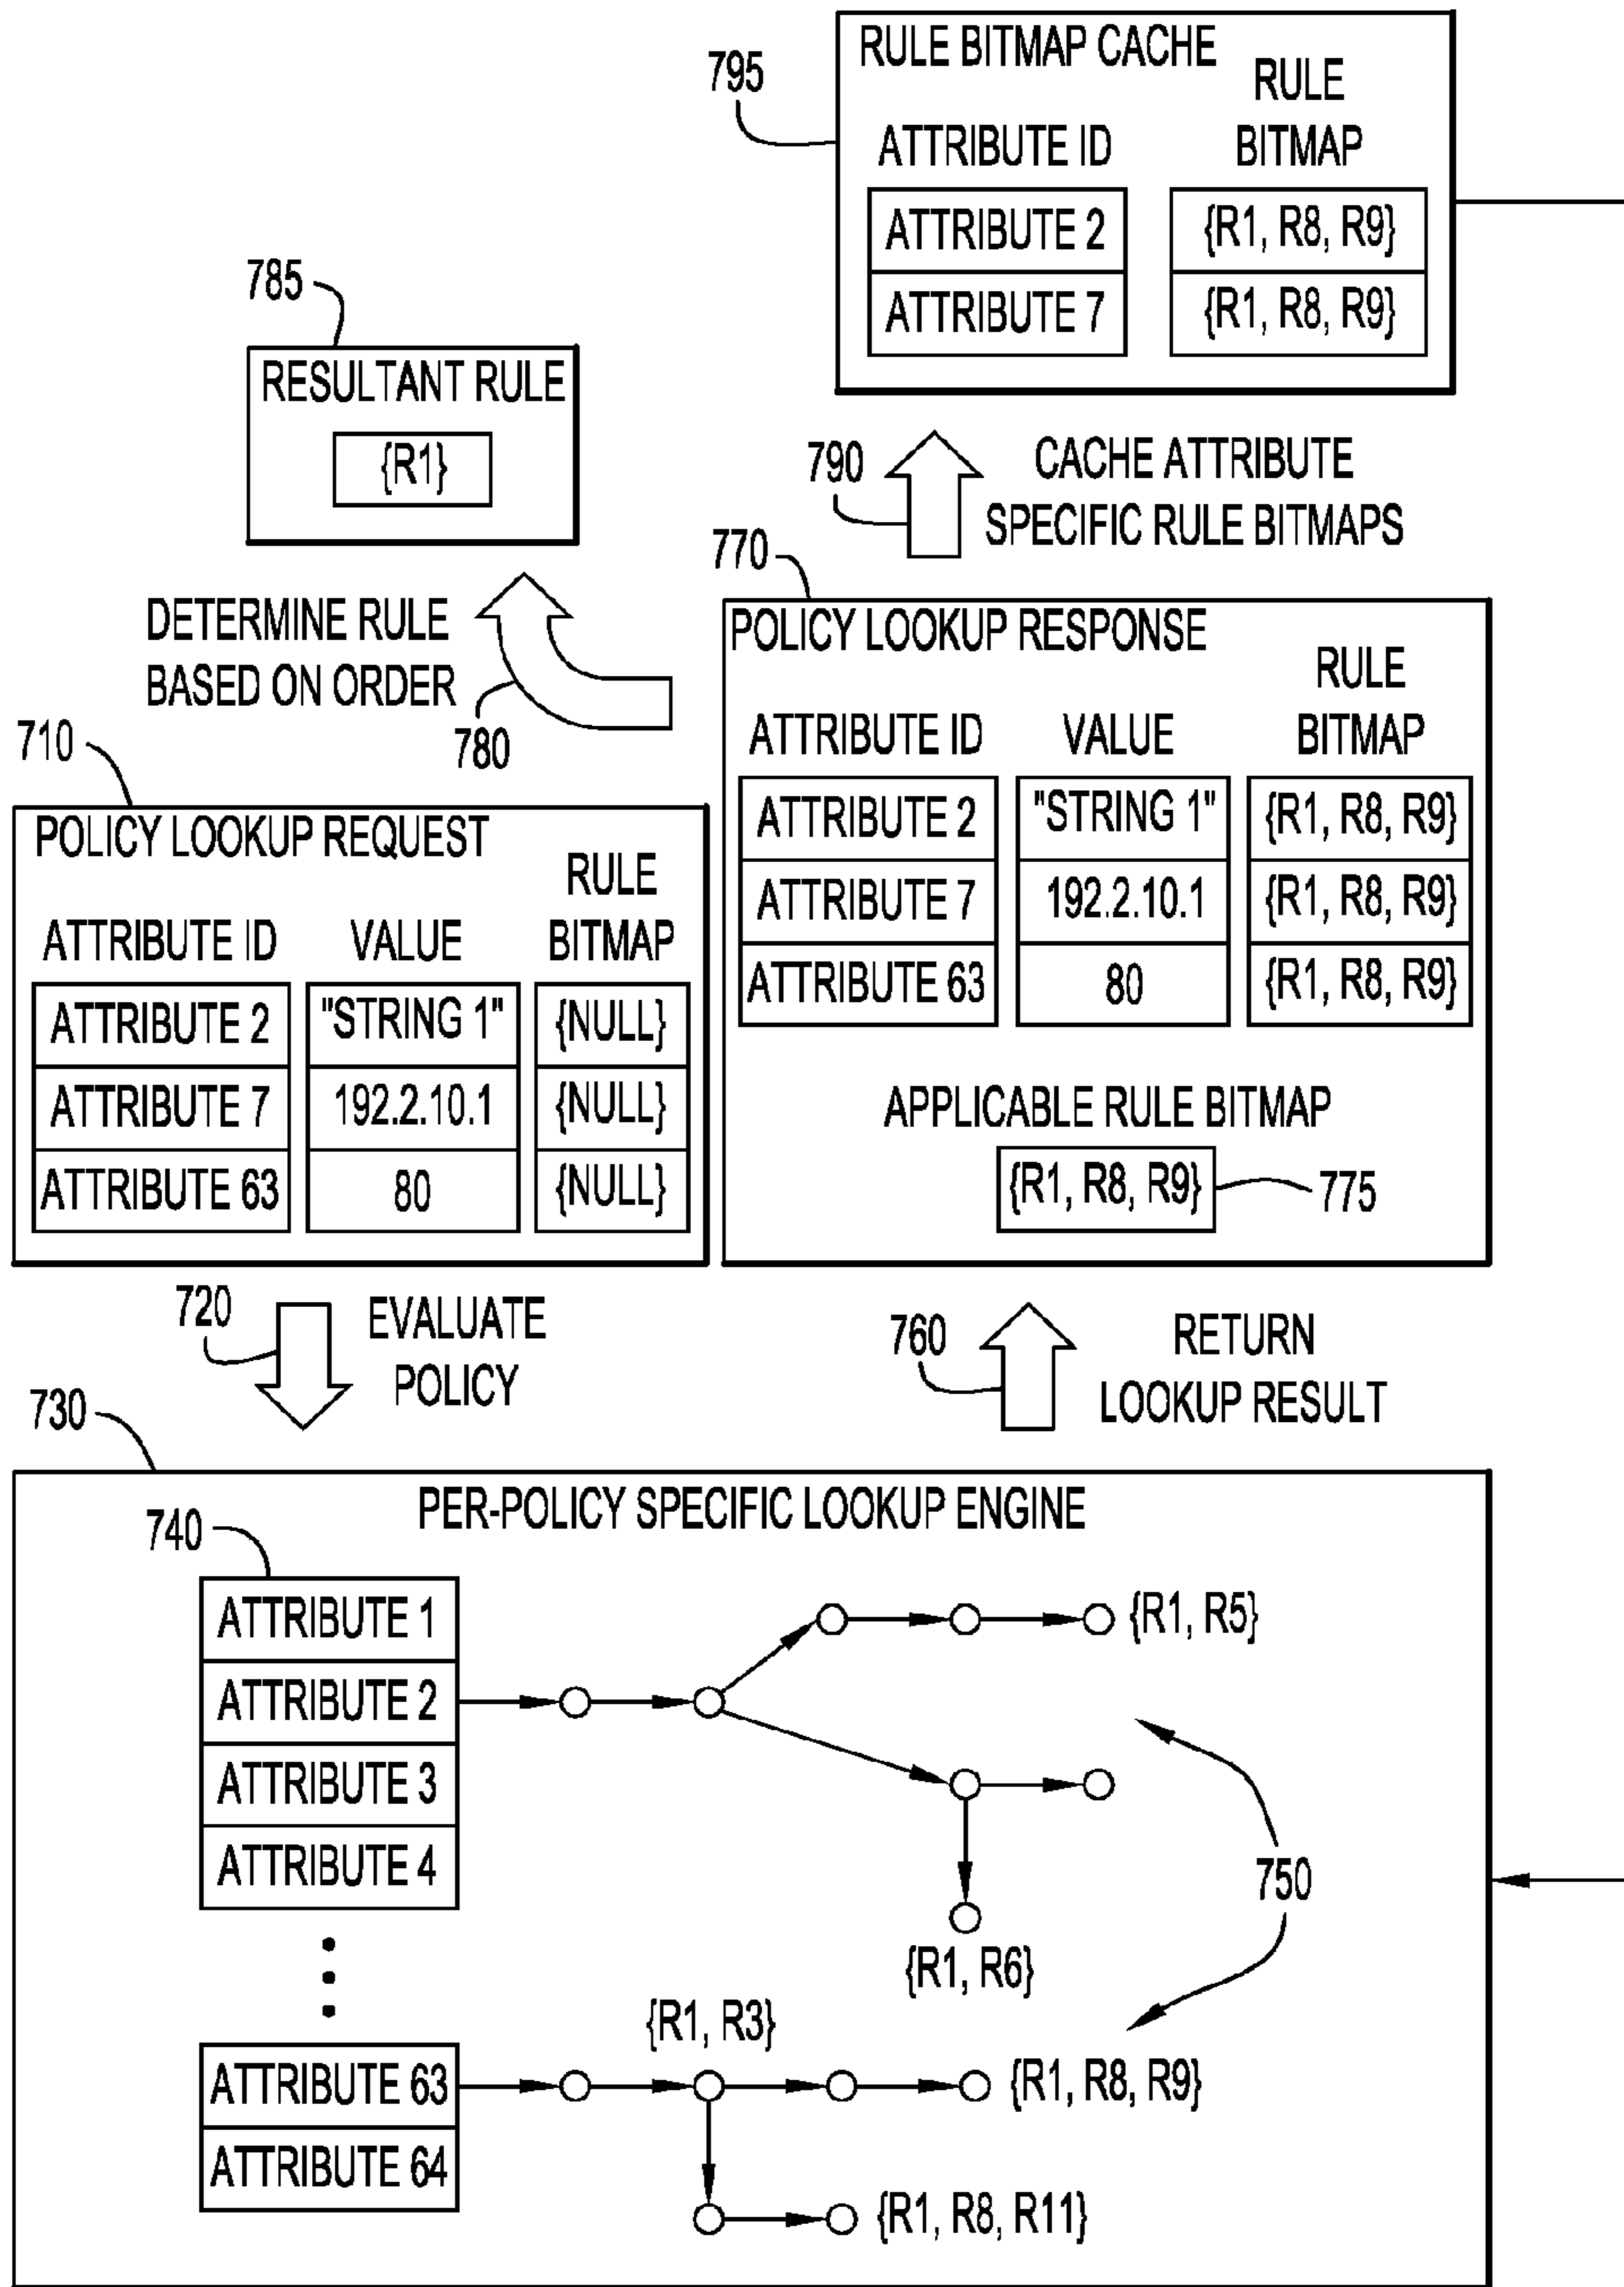 795
RULE BITMAP CACHE
ATTRIBUTE ID
RULE
BITMAP
ATTRIBUTE 2
{R1, R8, R9}
ATTRIBUTE 7
{R1, R8, R9}
785
RESULTANT RULE
{R1}
790
CACHE ATTRIBUTE
SPECIFIC RULE BITMAPS
DETERMINE RULE
BASED ON ORDER
780
770
POLICY LOOKUP RESPONSE
ATTRIBUTE ID
VALUE
RULE
BITMAP
ATTRIBUTE 2
"STRING 1"
{R1, R8, R9}
ATTRIBUTE 7
192.2.10.1
{R1, R8, R9}
ATTRIBUTE 63
80
{R1, R8, R9}
APPLICABLE RULE BITMAP
{R1, R8, R9}
775
710
POLICY LOOKUP REQUEST
ATTRIBUTE ID
VALUE
RULE
BITMAP
ATTRIBUTE 2
"STRING 1"
{NULL}
ATTRIBUTE 7
192.2.10.1
{NULL}
ATTRIBUTE 63
80
{NULL}
720
EVALUATE
POLICY
760
RETURN
LOOKUP RESULT
730
PER-POLICY SPECIFIC LOOKUP ENGINE
740
ATTRIBUTE 1
ATTRIBUTE 2
ATTRIBUTE 3
ATTRIBUTE 4
{R1, R5}
{R1, R6}
750
ATTRIBUTE 63
ATTRIBUTE 64
{R1, R3}
{R1, R8, R9}
{R1, R8, R11}